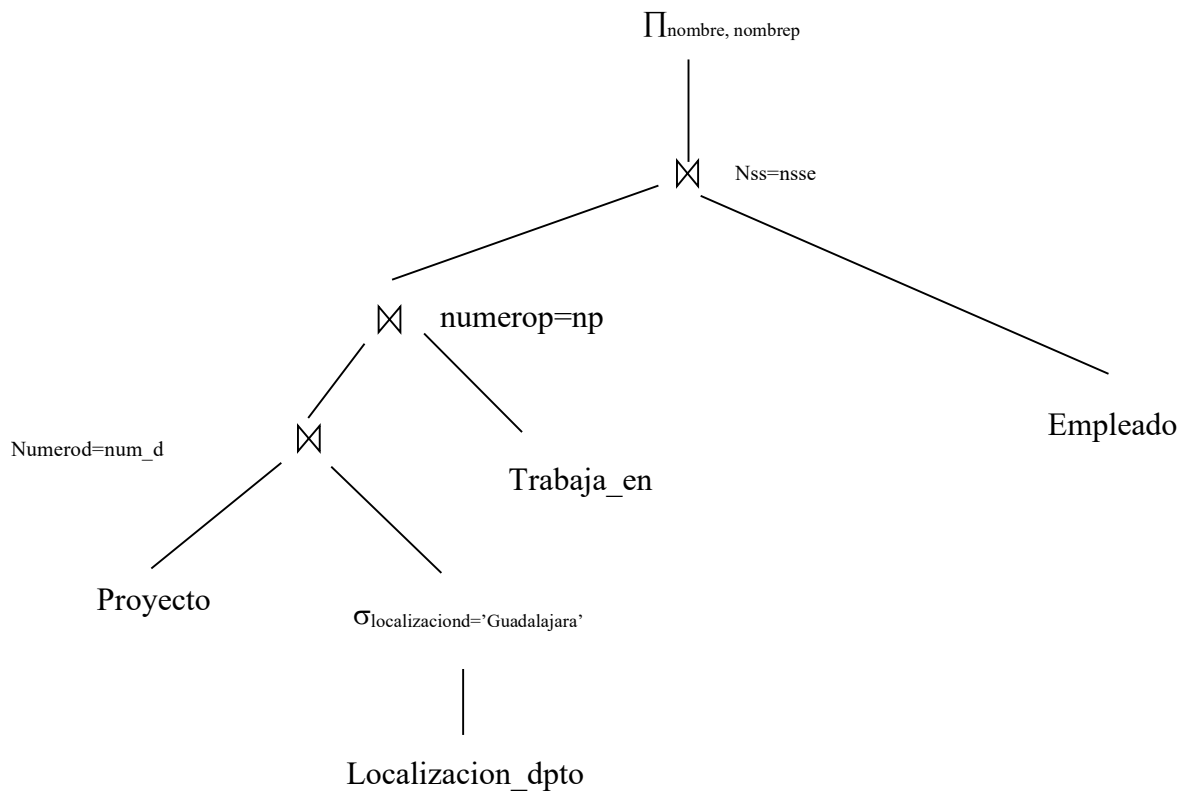 ∏nombre, nombrep
⋈ Nss=nsse
⋈ numerop=np
Empleado
Numerod=num_d ⋈
Trabaja_en
Proyecto
σlocalizaciond=’Guadalajara’
Localizacion_dpto